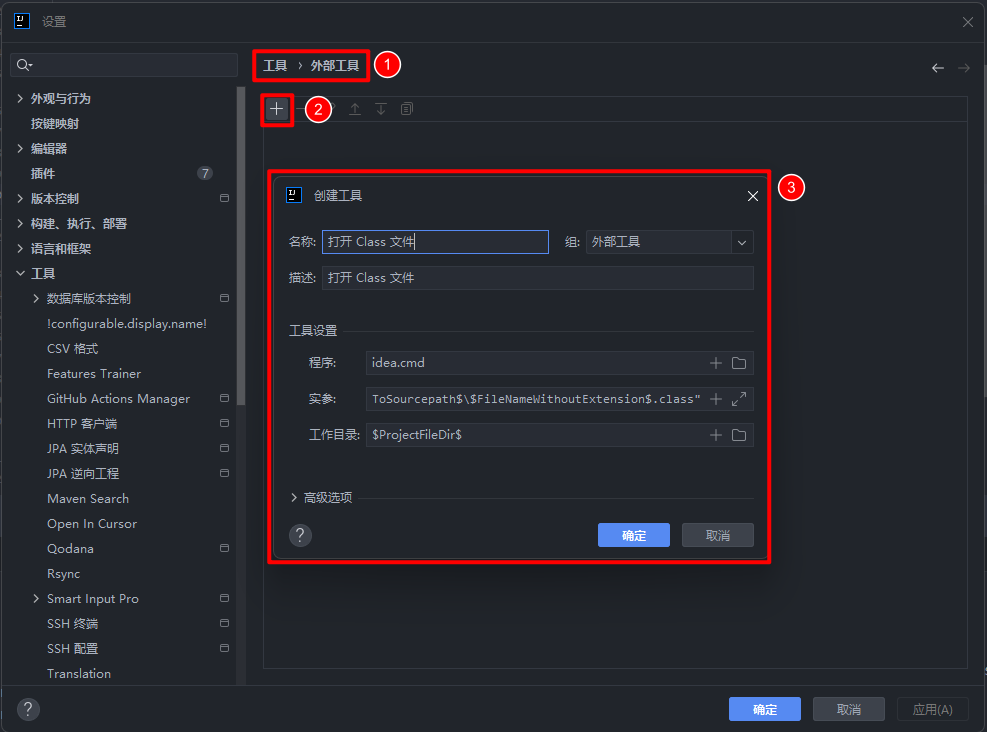 设置
工具 › 外部工具
1
2
外观与行为
按键映射
编辑器
插件 7
版本控制
构建、执行、部署
语言和框架
工具
数据库版本控制
!configurable.display.name!
CSV 格式
Features Trainer
GitHub Actions Manager
HTTP 客户端
JPA 实体声明
JPA 逆向工程
Maven Search
Open In Cursor
Qodana
Rsync
Smart Input Pro
SSH 终端
SSH 配置
Translation
创建工具
3
名称: 打开 Class 文件 组: 外部工具
描述: 打开 Class 文件
工具设置
程序: idea.cmd
实参: ToSourcepath$\$FileNameWithoutExtension$.class"
工作目录: $ProjectFileDir$
高级选项
? 确定 取消
? 确定 取消 应用(A)